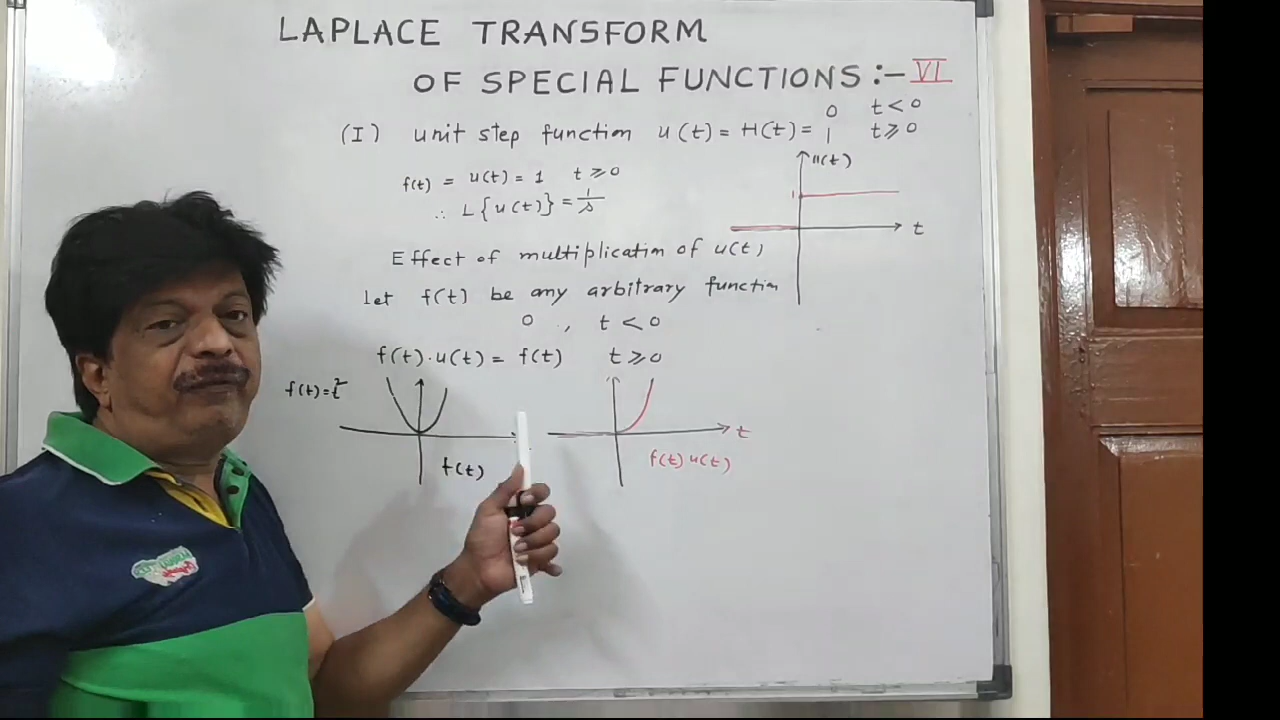 LAPLACE TRANSFORM
OF SPECIAL FUNCTIONS :- VI
0 t < 0
(I) unit step function u(t) = H(t) = 1 t ≥ 0
u(t)
f(t) = u(t) = 1 t ≥ 0
1
∴ L{u(t)} = 1/s
t
Effect of multiplication of u(t)
Let f(t) be any arbitrary function
0 , t < 0
f(t).u(t) = f(t) t ≥ 0
f(t) = t²
t
f(t)
f(t) u(t)